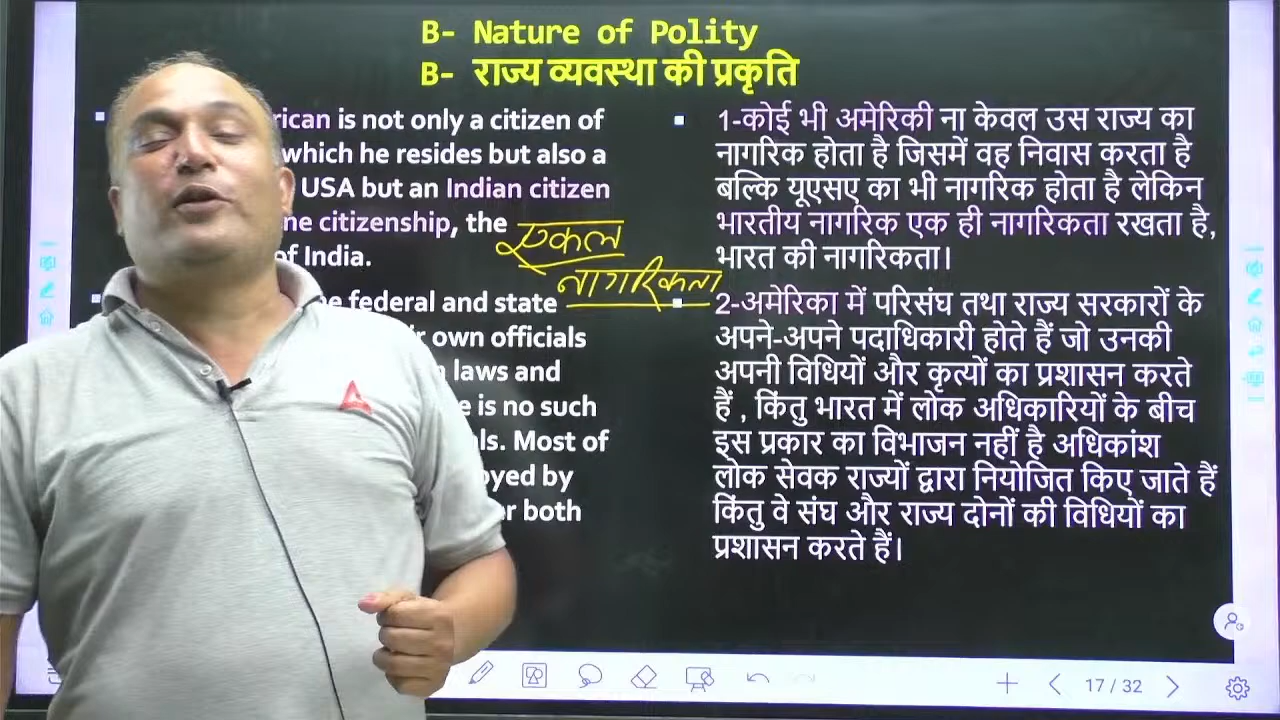 B- Nature of Polity
B- राज्य व्यवस्था की प्रकृति
is not only a citizen of
which he resides but also a
USA but an Indian citizen
citizenship, the
of India.
federal and state
own officials
laws and
is no such
Most of
by
both
एकल
नागरिकता
1-कोई भी अमेरिकी ना केवल उस राज्य का
नागरिक होता है जिसमें वह निवास करता है
बल्कि यूएसए का भी नागरिक होता है लेकिन
भारतीय नागरिक एक ही नागरिकता रखता है,
भारत की नागरिकता।
2-अमेरिका में परिसंघ तथा राज्य सरकारों के
अपने-अपने पदाधिकारी होते हैं जो उनकी
अपनी विधियों और कृत्यों का प्रशासन करते
हैं , किंतु भारत में लोक अधिकारियों के बीच
इस प्रकार का विभाजन नहीं है अधिकांश
लोक सेवक राज्यों द्वारा नियोजित किए जाते हैं
किंतु वे संघ और राज्य दोनों की विधियों का
प्रशासन करते हैं।
17 / 32